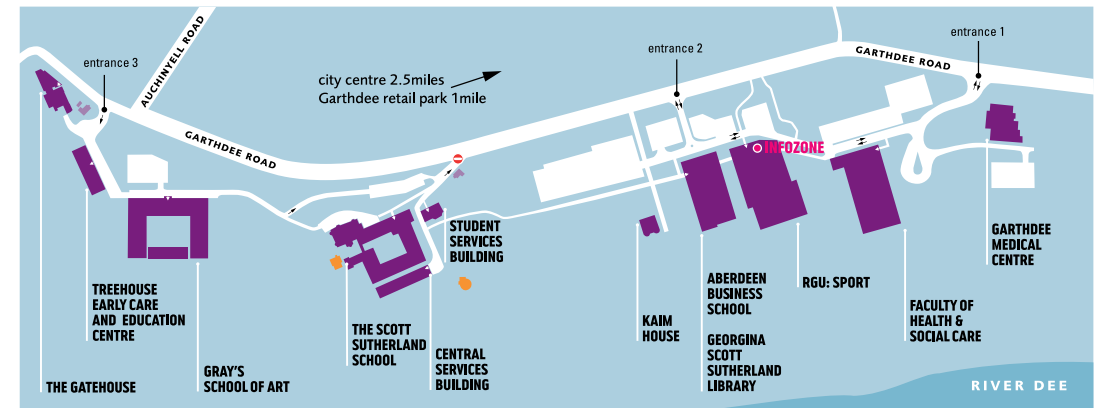 entrance 1
GARTHDEE ROAD
entrance 2
entrance 3
AUCHINYELL ROAD
city centre 2.5miles
Garthdee retail park 1mile
GARTHDEE ROAD
INFOZONE
STUDENT
SERVICES
BUILDING
GARTHDEE
MEDICAL
CENTRE
TREEHOUSE
EARLY CARE
AND EDUCATION
CENTRE
ABERDEEN
BUSINESS
SCHOOL
RGU: SPORT
FACULTY OF
HEALTH &
SOCIAL CARE
KAIM
HOUSE
THE SCOTT
SUTHERLAND
SCHOOL
GEORGINA
SCOTT
SUTHERLAND
LIBRARY
CENTRAL
SERVICES
BUILDING
GRAY'S
SCHOOL OF ART
THE GATEHOUSE
RIVER DEE